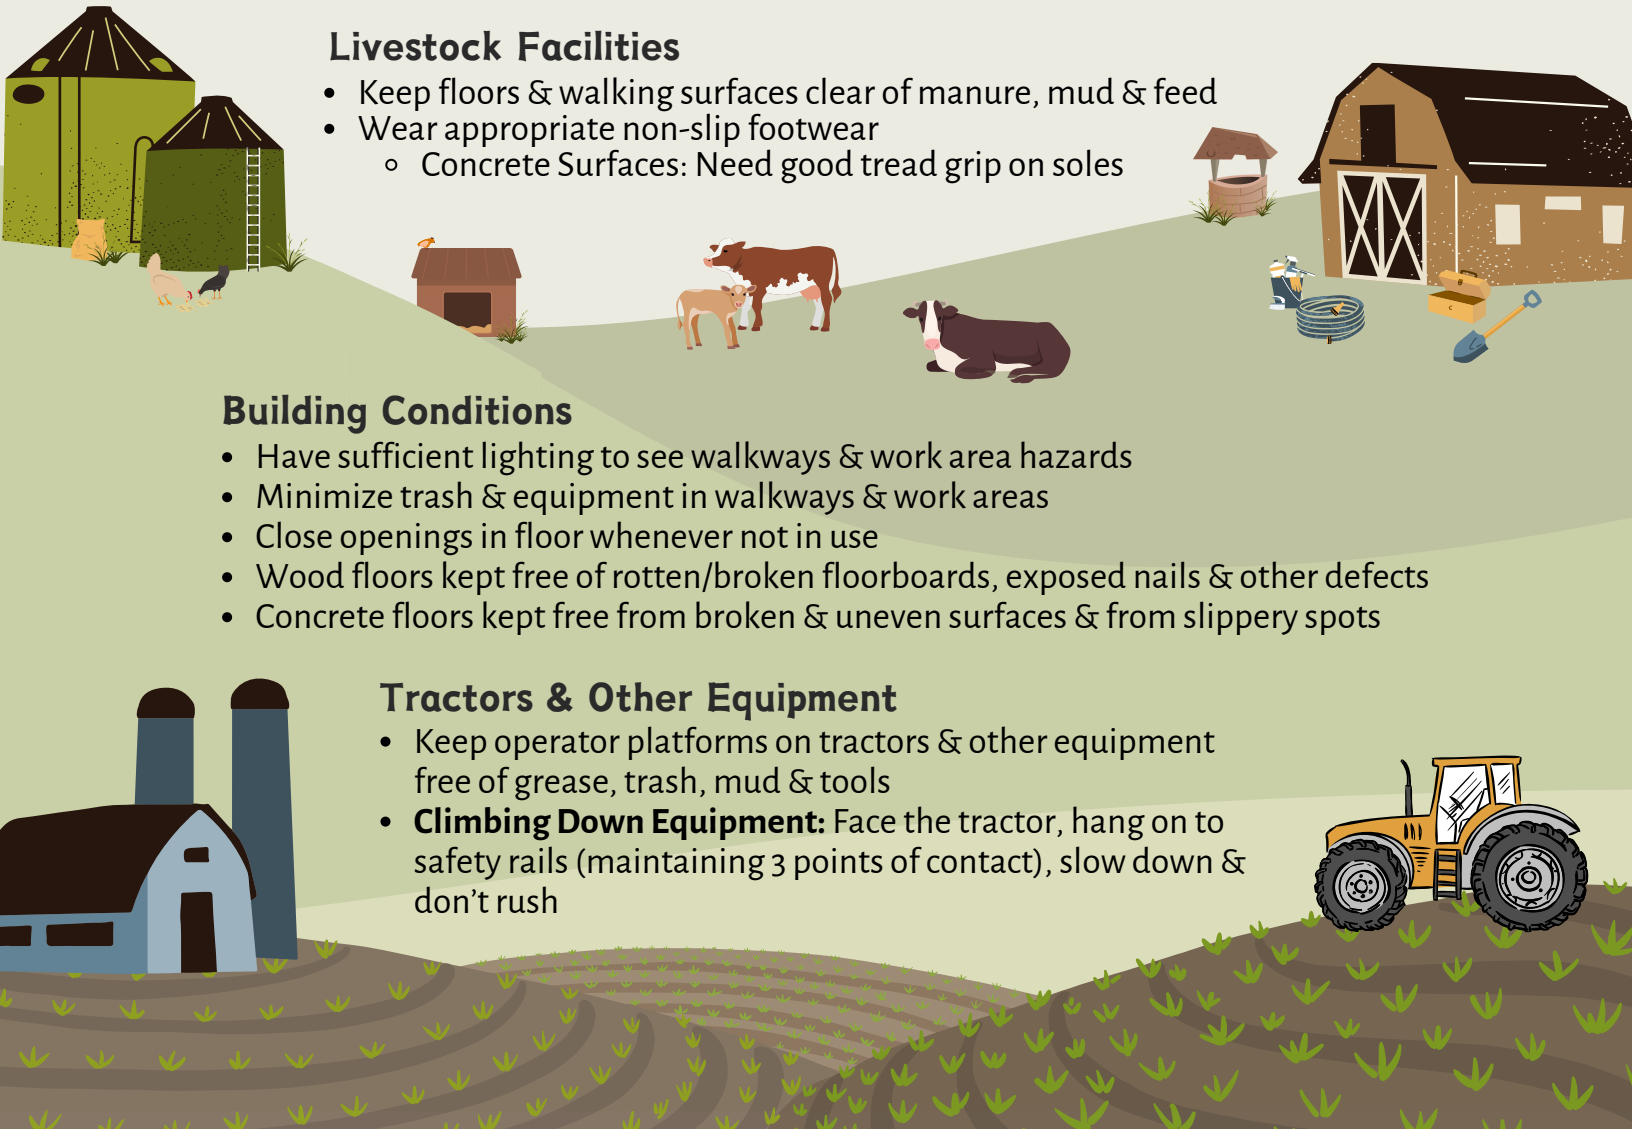 Livestock Facilities
• Keep floors & walking surfaces clear of manure, mud & feed
• Wear appropriate non-slip footwear
○ Concrete Surfaces: Need good tread grip on soles
Building Conditions
• Have sufficient lighting to see walkways & work area hazards
• Minimize trash & equipment in walkways & work areas
• Close openings in floor whenever not in use
• Wood floors kept free of rotten/broken floorboards, exposed nails & other defects
• Concrete floors kept free from broken & uneven surfaces & from slippery spots
Tractors & Other Equipment
• Keep operator platforms on tractors & other equipment
free of grease, trash, mud & tools
• Climbing Down Equipment: Face the tractor, hang on to
safety rails (maintaining 3 points of contact), slow down &
don't rush